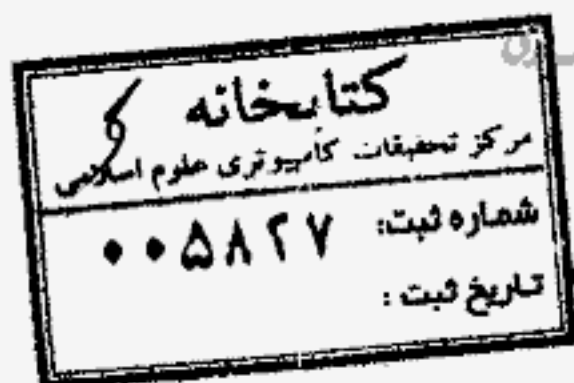 کتابخانه
مرکز تحقیقات کامپیوتری علوم اسلامی
شماره ثبت: ۰۰۵۸۲۷
تاریخ ثبت: